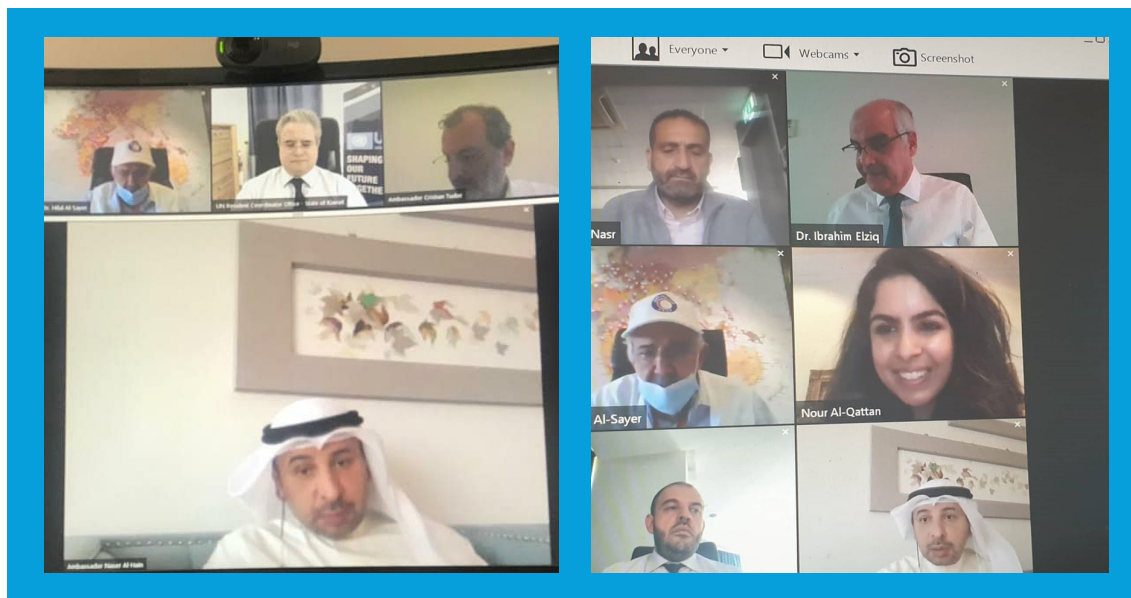 Dr. Hilal Al Sayer
UN Resident Coordinator Office - State of Kuwait
Ambassador Cristian Tudor
SHAPING
OUR
FUTURE
TOGETHE
Ambassador Naser Al Hain
Everyone
Webcams
Screenshot
Nasr
Dr. Ibrahim Elziq
Al-Sayer
Nour Al-Qattan